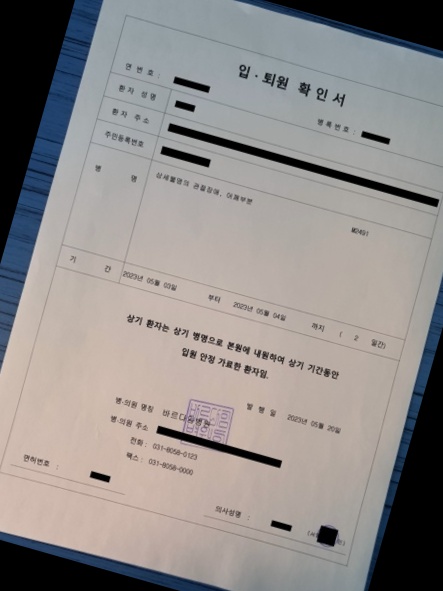 입·퇴원 확인서
연 번 호 :
병록번호 :
환 자 성 명
환 자 주 소
주민등록번호
병 명 상세불명의 관절장애, 어깨부분 M2491
기 간 2023년 05월 03일 부터 2023년 05월 04일 까지 ( 2 일간)
상기 환자는 상기 병명으로 본원에 내원하여 상기 기간동안
입원 안정 가료한 환자임.
발 행 일 2023년 05월 20일
병·의원 명칭 바르다임병원
병·의원 주소
전화 : 031-8058-0123
팩스 : 031-8058-0000
면허번호 :
의사성명 :